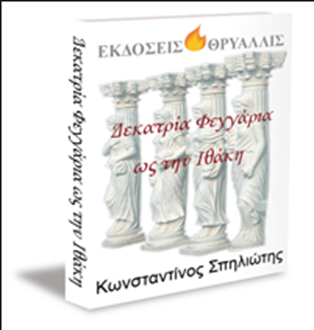 ΕΚΔΟΣΕΙΣ ΘΡΥΑΛΛΙΣ
Δεκατρία Φεγγάρια
ως την Ιθάκη
Κωνσταντίνος Σπηλιώτης
Δεκατρία Φεγγάρια ως την Ιθάκη